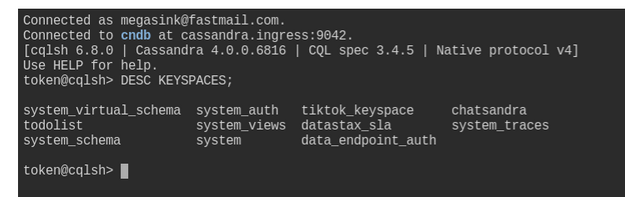 Connected as megasink@fastmail.com.
Connected to cndb at cassandra.ingress:9042.
[cqlsh 6.8.0 | Cassandra 4.0.0.6816 | CQL spec 3.4.5 | Native protocol v4]
Use HELP for help.
token@cqlsh> DESC KEYSPACES;
system_virtual_schema system_auth tiktok_keyspace chatsandra
todolist system_views datastax_sla system_traces
system_schema system data_endpoint_auth
token@cqlsh>